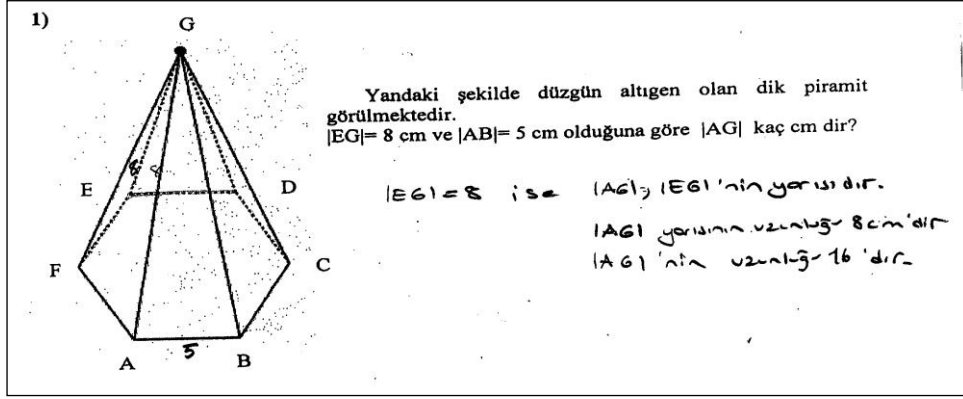 1)
G
Yandaki şekilde düzgün altıgen olan dik piramit
görülmektedir.
|EG|= 8 cm ve |AB|= 5 cm olduğuna göre |AG| kaç cm dir?
8
E
D
|EG|=8 ise |AG|, |EG|'nin yarısıdır.
|AG| yarısının uzunluğu 8cm'dir
|AG|'nin uzunluğu 16'dır.
F
C
A
5
B